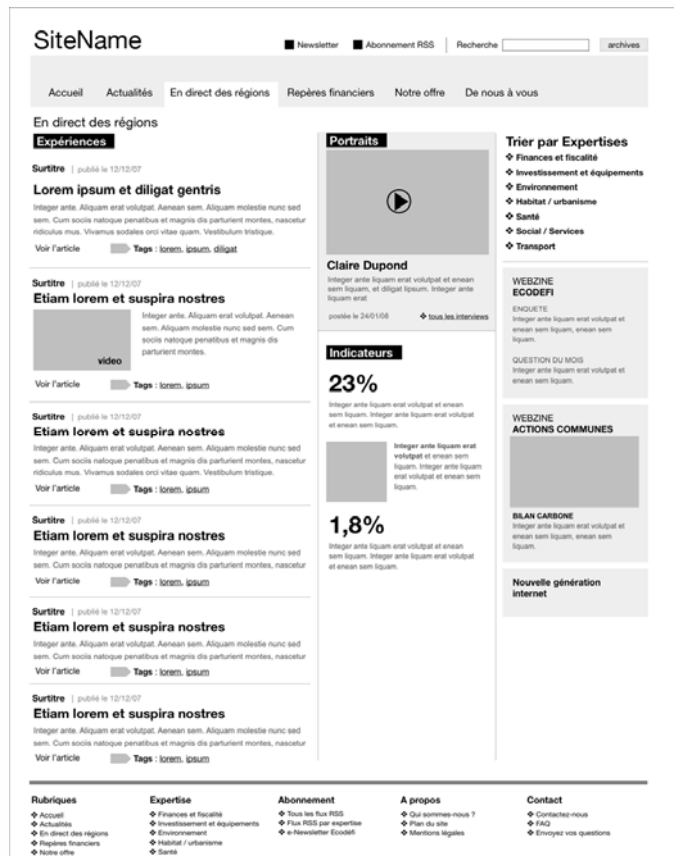 SiteName
Newsletter
Abonnement RSS
Recherche
archives
Accueil
Actualités
En direct des régions
Repères financiers
Notre offre
De nous à vous
En direct des régions
Expériences
Surtitre | publié le 12/12/07
Lorem ipsum et diligat gentris
Integer ante. Aliquam erat volutpat. Aenean sem. Aliquam molestie nunc sed
sem. Cum sociis natoque penatibus et magnis dis parturient montes, nascetur
ridiculus mus. Vivamus sodales orci vitae quam. Vestibulum tristique.
Voir l'article
Tags : lorem, ipsum, diligat
Surtitre | publié le 12/12/07
Etiam lorem et suspira nostres
video
Integer ante. Aliquam erat volutpat. Aenean
sem. Aliquam molestie nunc sed sem. Cum
sociis natoque penatibus et magnis dis
parturient montes.
Voir l'article
Tags : lorem, ipsum
Surtitre | publié le 12/12/07
Etiam lorem et suspira nostres
Integer ante. Aliquam erat volutpat. Aenean sem. Aliquam molestie nunc sed
sem. Cum sociis natoque penatibus et magnis dis parturient montes, nascetur
ridiculus mus. Vivamus sodales orci vitae quam. Vestibulum tristique.
Voir l'article
Tags : lorem, ipsum
Surtitre | publié le 12/12/07
Etiam lorem et suspira nostres
Integer ante. Aliquam erat volutpat. Aenean sem. Aliquam molestie nunc sed
sem. Cum sociis natoque penatibus et magnis dis parturient montes, nascetur
Voir l'article
Tags : lorem, ipsum
Surtitre | publié le 12/12/07
Etiam lorem et suspira nostres
Integer ante. Aliquam erat volutpat. Aenean sem. Aliquam molestie nunc sed
sem. Cum sociis natoque penatibus et magnis dis parturient montes, nascetur
Voir l'article
Tags : lorem, ipsum
Surtitre | publié le 12/12/07
Etiam lorem et suspira nostres
Integer ante. Aliquam erat volutpat. Aenean sem. Aliquam molestie nunc sed
sem. Cum sociis natoque penatibus et magnis dis parturient montes, nascetur
Voir l'article
Tags : lorem, ipsum
Portraits
Claire Dupond
Integer ante liquam erat volutpat et enean
sem liquam, et diligat lipsum. Integer ante
liquam erat
postée le 24/01/08
tous les interviews
Indicateurs
23%
Integer ante liquam erat volutpat et enean
sem liquam. Integer ante liquam erat volutpat
et enean sem liquam.
Integer ante liquam erat
volutpat et enean sem
liquam. Integer ante liquam
erat volutpat et enean sem
liquam.
1,8%
Integer ante liquam erat volutpat et enean
sem liquam. Integer ante liquam erat volutpat
et enean sem liquam.
Trier par Expertises
Finances et fiscalité
Investissement et équipements
Environnement
Habitat / urbanisme
Santé
Social / Services
Transport
WEBZINE
ECODEFI
ENQUETE
Integer ante liquam erat volutpat et
enean sem liquam, enean sem
liquam.
QUESTION DU MOIS
Integer ante liquam erat volutpat et
enean sem liquam.
WEBZINE
ACTIONS COMMUNES
BILAN CARBONE
Integer ante liquam erat volutpat et
enean sem liquam, enean sem
liquam.
Nouvelle génération
internet
Rubriques
Accueil
Actualités
En direct des régions
Repères financiers
Notre offre
Expertise
Finances et fiscalité
Investissement et équipements
Environnement
Habitat / urbanisme
Santé
Abonnement
Tous les flux RSS
Flux RSS par expertise
e-Newsletter Ecodéfi
A propos
Qui sommes-nous ?
Plan du site
Mentions légales
Contact
Contactez-nous
FAQ
Envoyez vos questions